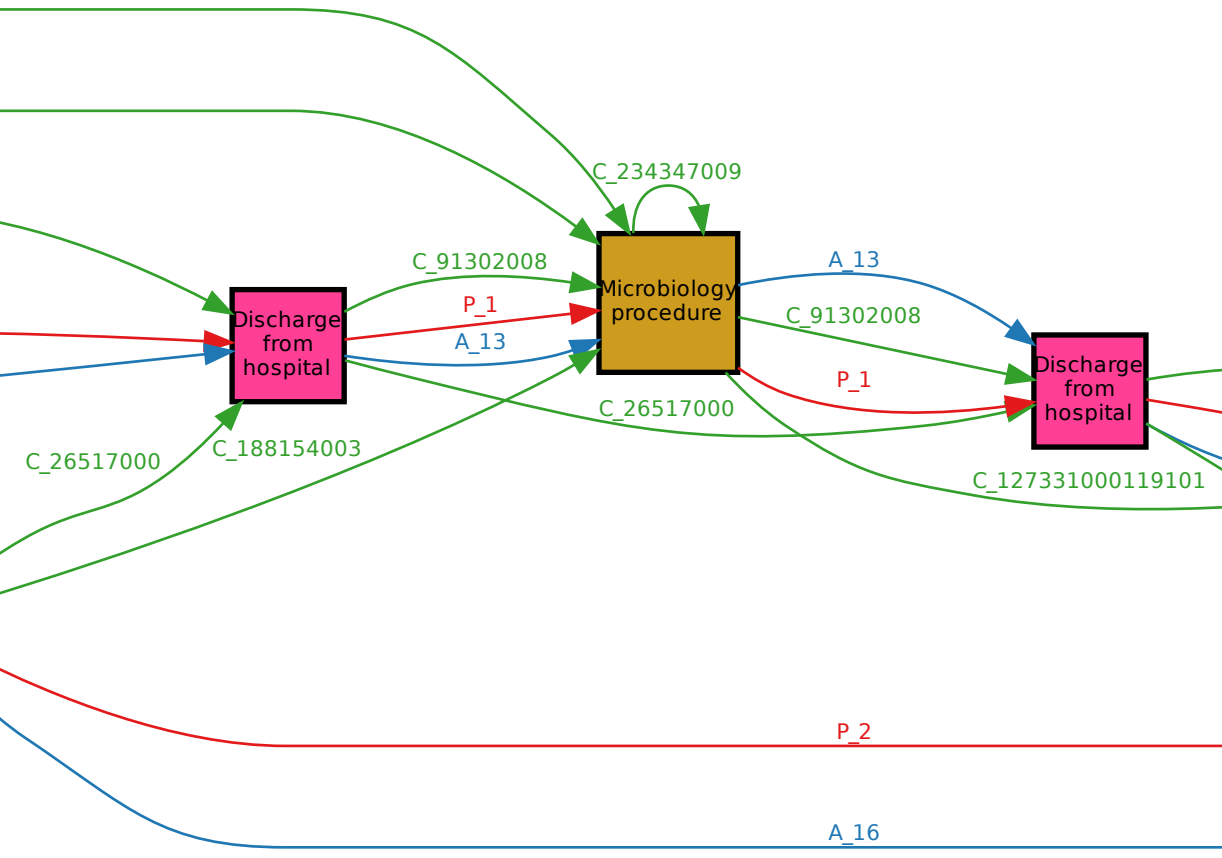 C_234347009
A_13
C_91302008
Microbiology
procedure
P_1
C_91302008
Discharge
from
hospital
A_13
Discharge
from
hospital
P_1
C_26517000
C_188154003
C_26517000
C_127331000119101
P_2
A_16